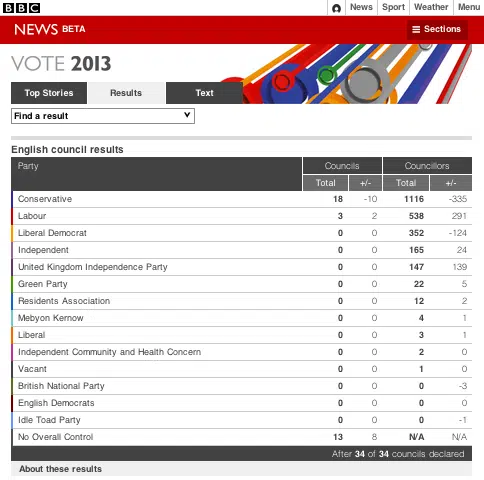 BBC News Sport Weather Menu
NEWS BETA Sections
VOTE 2013
Top Stories Results Text
Find a result
English council results
Party Councils Councillors
Total +/- Total +/-
Conservative 18 -10 1116 -335
Labour 3 2 538 291
Liberal Democrat 0 0 352 -124
Independent 0 0 165 24
United Kingdom Independence Party 0 0 147 139
Green Party 0 0 22 5
Residents Association 0 0 12 2
Mebyon Kernow 0 0 4 1
Liberal 0 0 3 1
Independent Community and Health Concern 0 0 2 0
Vacant 0 0 1 0
British National Party 0 0 0 -3
English Democrats 0 0 0 0
Idle Toad Party 0 0 0 -1
No Overall Control 13 8 N/A N/A
After 34 of 34 councils declared
About these results